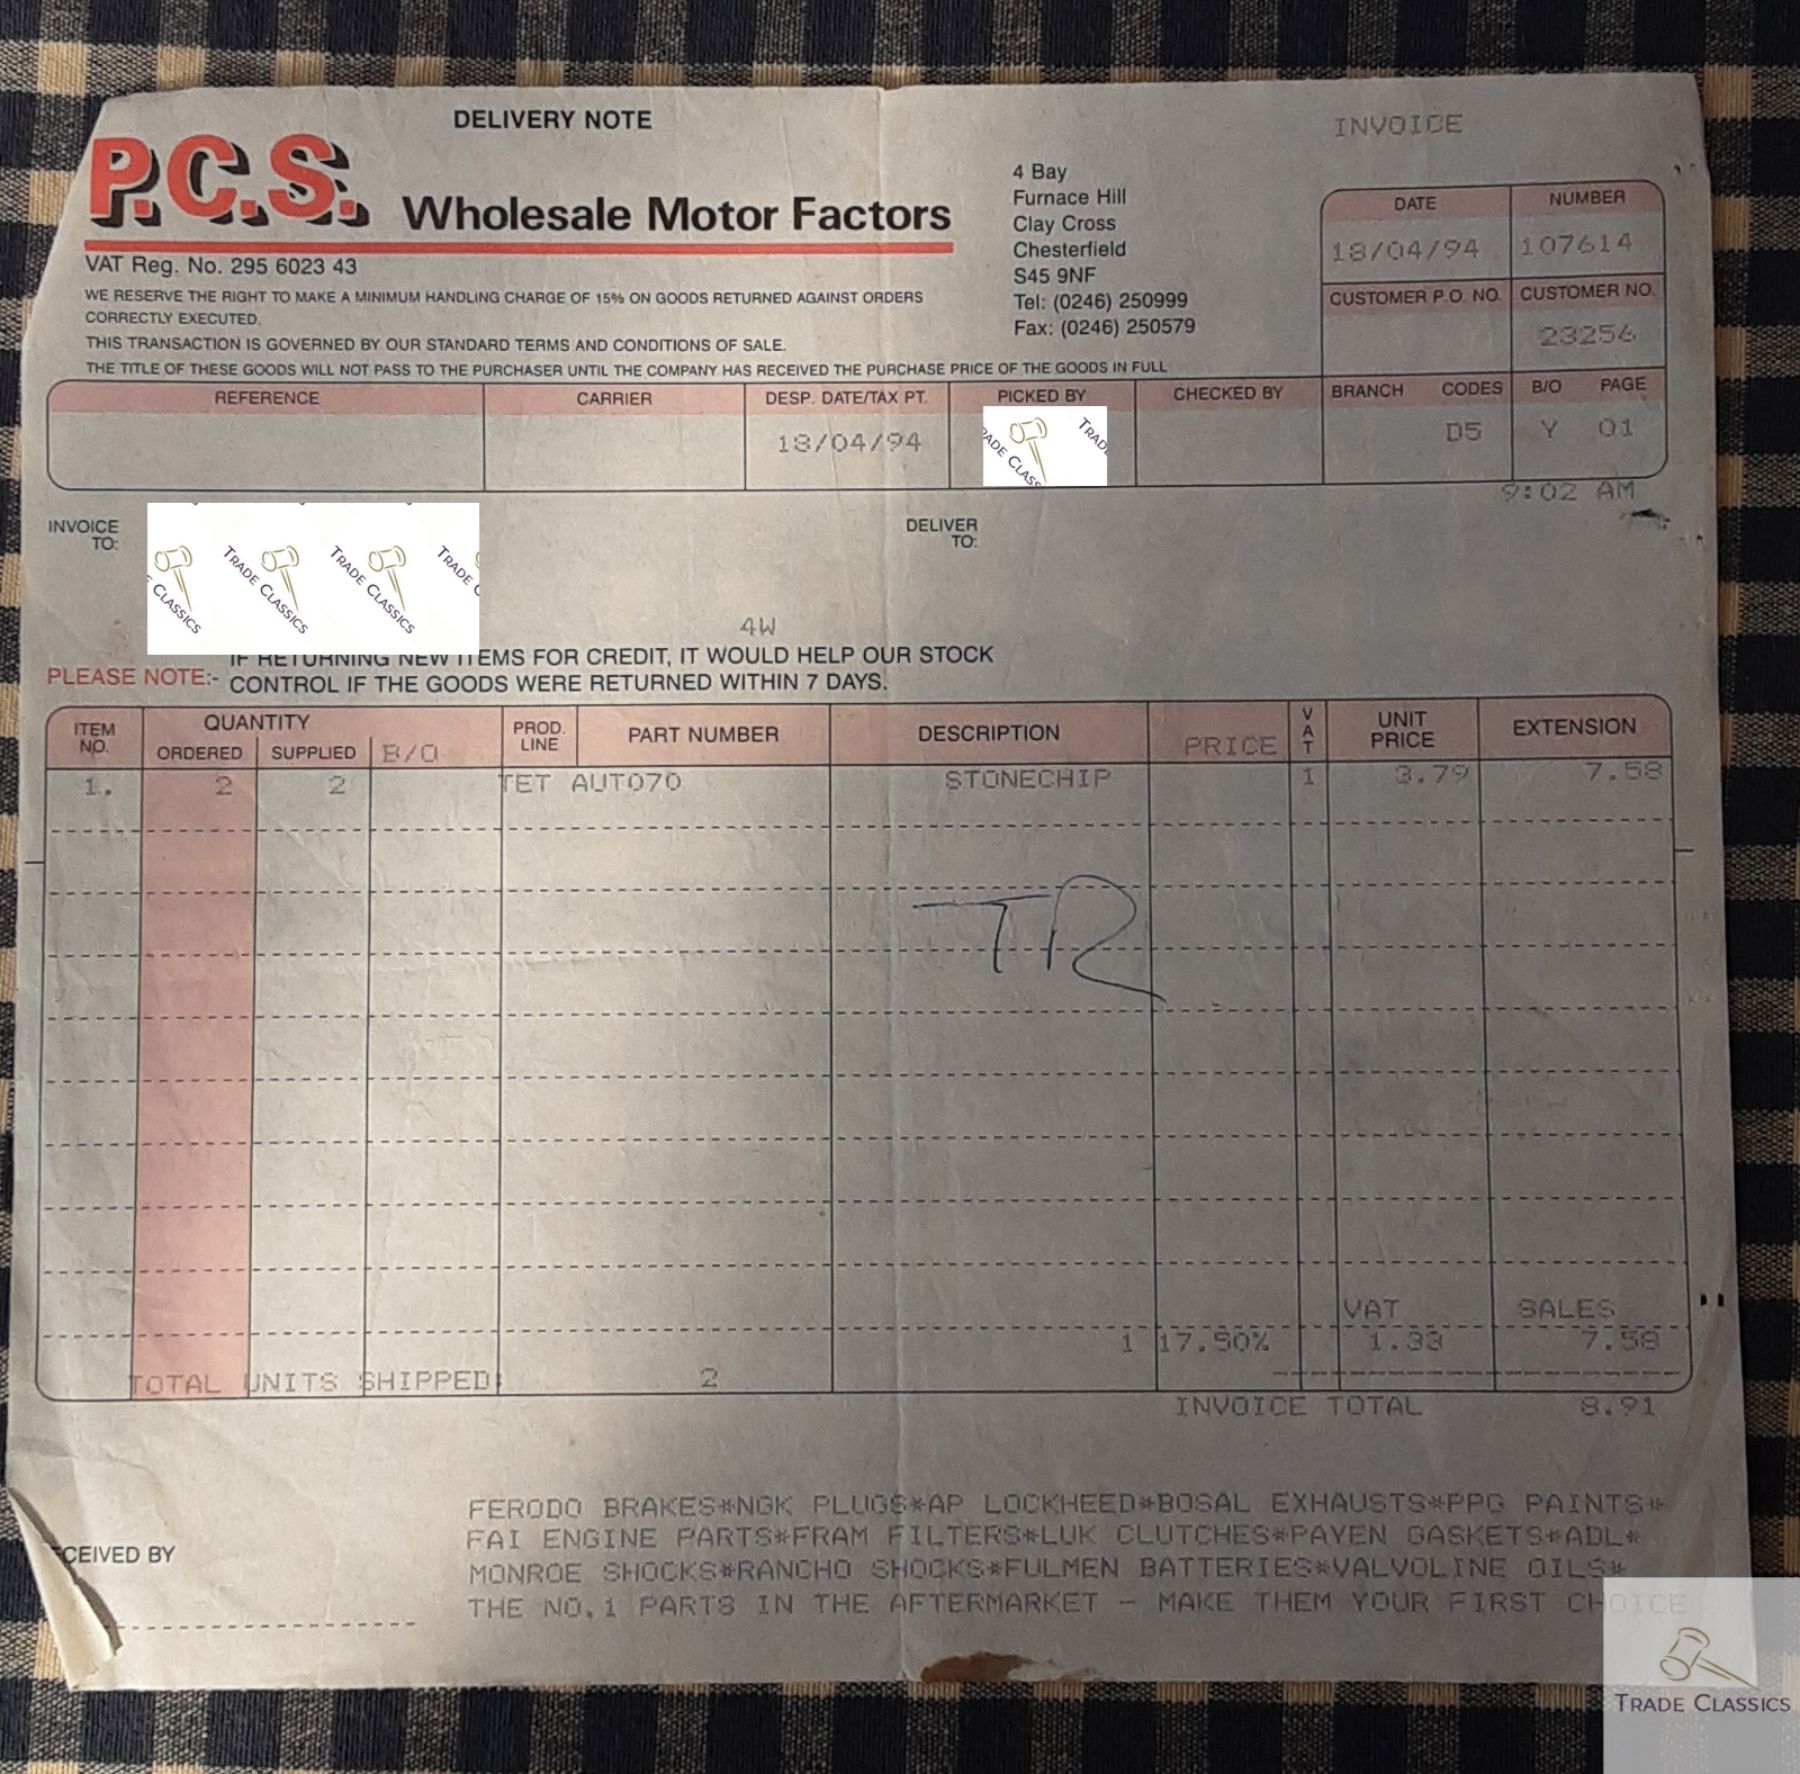 DELIVERY NOTE
INVOICE
P.C.S. Wholesale Motor Factors
VAT Reg. No. 295 6023 43
WE RESERVE THE RIGHT TO MAKE A MINIMUM HANDLING CHARGE OF 15% ON GOODS RETURNED AGAINST ORDERS
CORRECTLY EXECUTED.
THIS TRANSACTION IS GOVERNED BY OUR STANDARD TERMS AND CONDITIONS OF SALE.
THE TITLE OF THESE GOODS WILL NOT PASS TO THE PURCHASER UNTIL THE COMPANY HAS RECEIVED THE PURCHASE PRICE OF THE GOODS IN FULL
4 Bay
Furnace Hill
Clay Cross
Chesterfield
S45 9NF
Tel: (0246) 250999
Fax: (0246) 250579
DATE NUMBER
18/04/94 107614
CUSTOMER P.O. NO. CUSTOMER NO.
23256
REFERENCE CARRIER DESP. DATE/TAX PT. PICKED BY CHECKED BY BRANCH CODES B/O PAGE
18/04/94 D5 Y 01
9:02 AM
INVOICE TO:
DELIVER TO:
TRADE CLASSICS
TRADE CLASSICS
4W
PLEASE NOTE:- IF RETURNING NEW ITEMS FOR CREDIT, IT WOULD HELP OUR STOCK
CONTROL IF THE GOODS WERE RETURNED WITHIN 7 DAYS.
ITEM NO. QUANTITY ORDERED SUPPLIED B/O PROD. LINE PART NUMBER DESCRIPTION PRICE VAT UNIT PRICE EXTENSION
1. 2 2 TET AUTO70 STONECHIP 1 3.79 7.58
TR
VAT SALES
1 17.50% 1.33 7.58
TOTAL UNITS SHIPPED: 2
INVOICE TOTAL 8.91
FERODO BRAKES*NGK PLUGS*AP LOCKHEED*BOSAL EXHAUSTS*PPG PAINTS*
FAI ENGINE PARTS*FRAM FILTERS*LUK CLUTCHES*PAYEN GASKETS*ADL*
MONROE SHOCKS*RANCHO SHOCKS*FULMEN BATTERIES*VALVOLINE OILS*
THE NO.1 PARTS IN THE AFTERMARKET - MAKE THEM YOUR FIRST CHOICE
CEIVED BY
TRADE CLASSICS